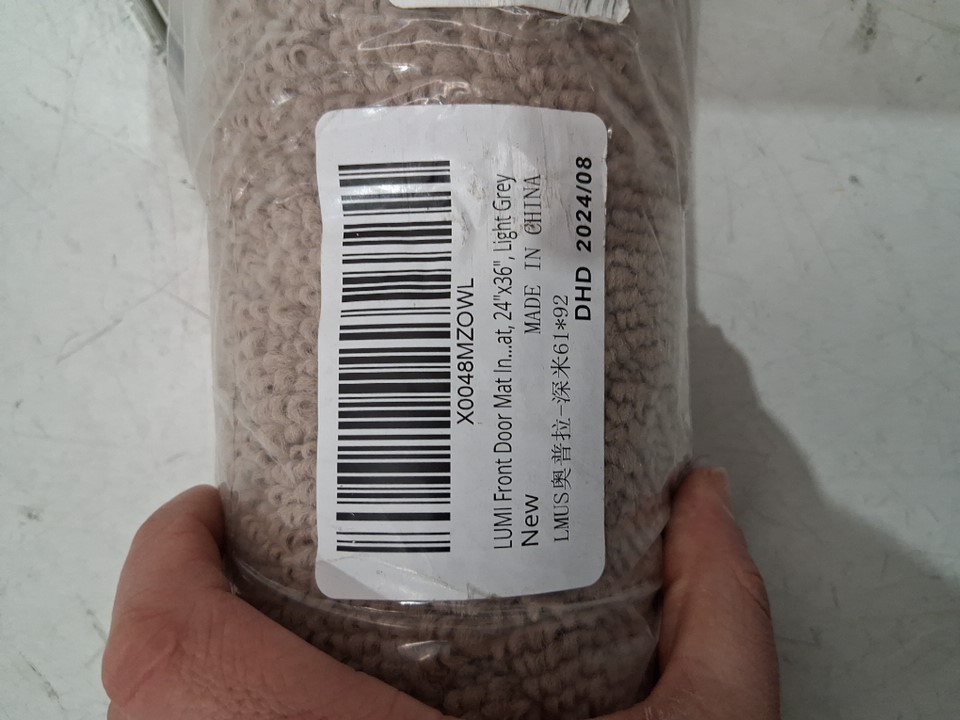 X0048MZOWL
LUMI Front Door Mat In...at, 24"x36", Light Grey
New
MADE IN CHINA
LMUS奥普拉-深米61*92
DHD 2024/08